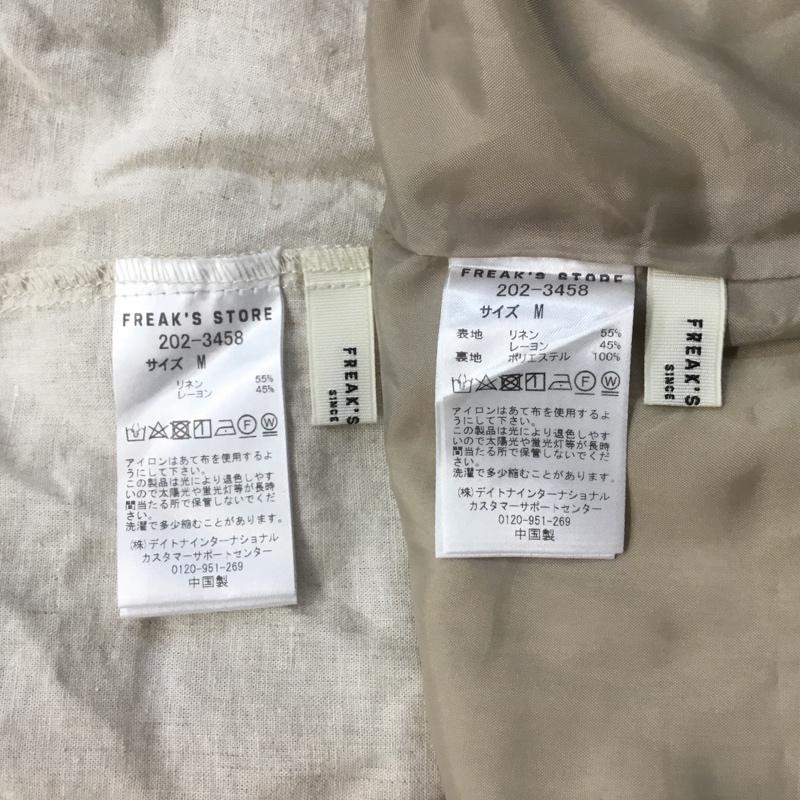 FREAK'S STORE
202-3458
サイズ M
リネン 55%
レーヨン 45%
アイロンはあて布を使用するよ
うにして下さい。
この製品は光により退色しやす
いので太陽光や蛍光灯等が長時
間当たる所で保管しないでくだ
さい。
洗濯で多少縮むことがあります。
(株)デイトナインターナショナル
カスタマーサポートセンター
0120-951-269
中国製
FREAK'S
SINCE
FREAK'S STORE
202-3458
サイズ M
表地 リネン 55%
レーヨン 45%
裏地 ポリエステル 100%
アイロンはあて布を使用するよ
うにして下さい。
この製品は光により退色しやす
いので太陽光や蛍光灯等が長時
間当たる所で保管しないでくだ
さい。
洗濯で多少縮むことがあります。
(株)デイトナインターナショナル
カスタマーサポートセンター
0120-951-269
中国製
FREAK'S
SINCE